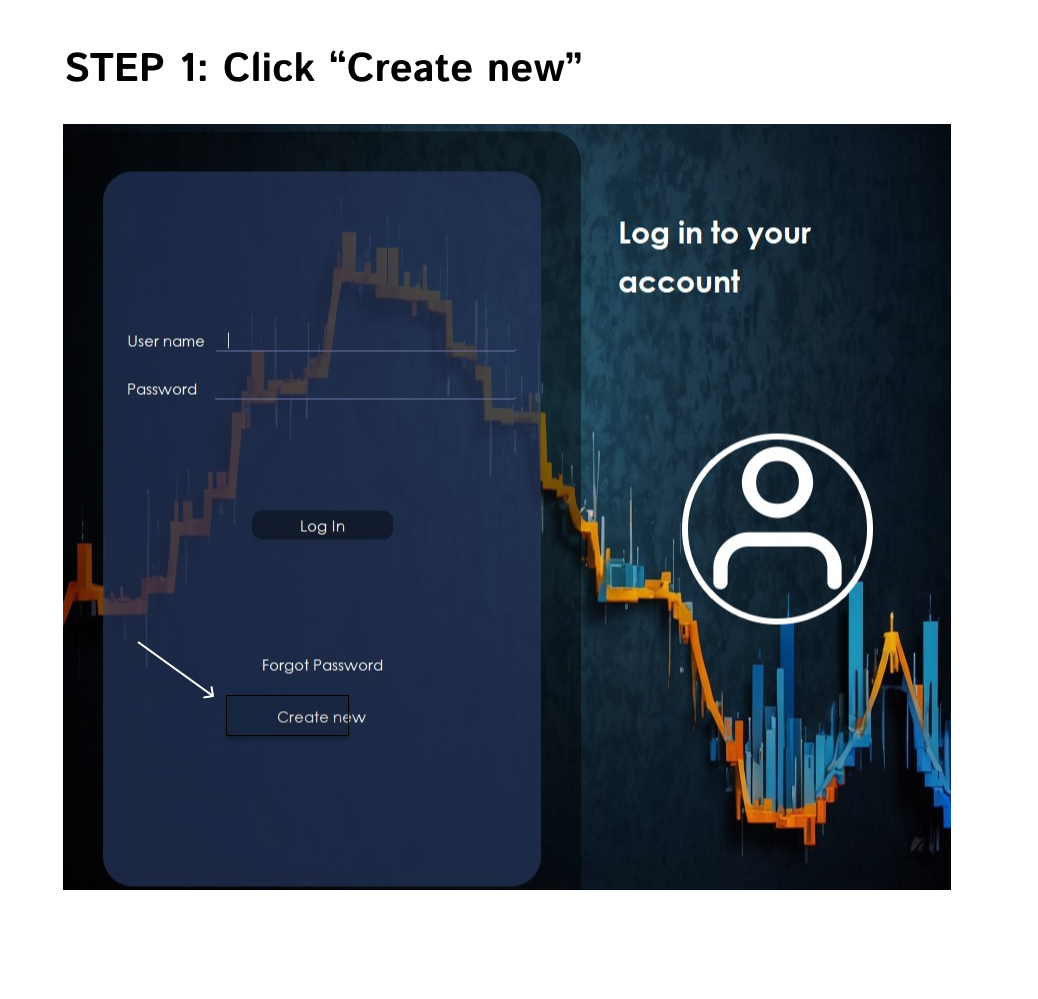 STEP 1: Click “Create new”
Log in to your
account
User name
Password
Log In
Forgot Password
Create new